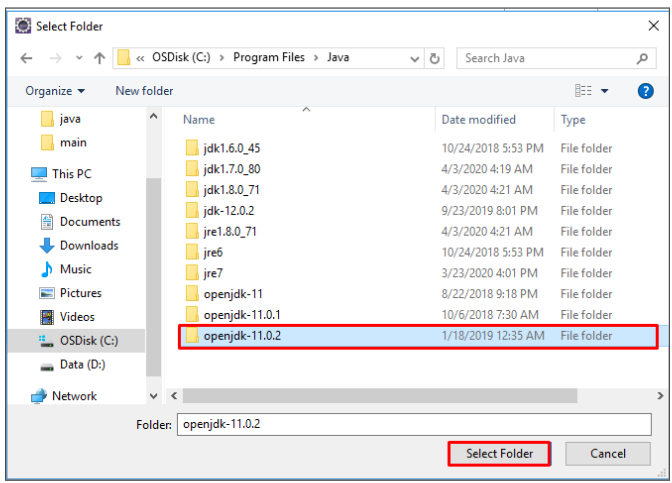 Select Folder
« OSDisk (C:) › Program Files › Java
Search Java
Organize
New folder
java
main
This PC
Desktop
Documents
Downloads
Music
Pictures
Videos
OSDisk (C:)
Data (D:)
Network
Name Date modified Type
jdk1.6.0_45 10/24/2018 5:53 PM File folder
jdk1.7.0_80 4/3/2020 4:19 AM File folder
jdk1.8.0_71 4/3/2020 4:21 AM File folder
jdk-12.0.2 9/23/2019 8:01 PM File folder
jre1.8.0_71 4/3/2020 4:21 AM File folder
jre6 10/24/2018 5:53 PM File folder
jre7 3/23/2020 4:01 PM File folder
openjdk-11 8/22/2018 9:18 PM File folder
openjdk-11.0.1 10/6/2018 7:30 AM File folder
openjdk-11.0.2 1/18/2019 12:35 AM File folder
Folder: openjdk-11.0.2
Select Folder Cancel